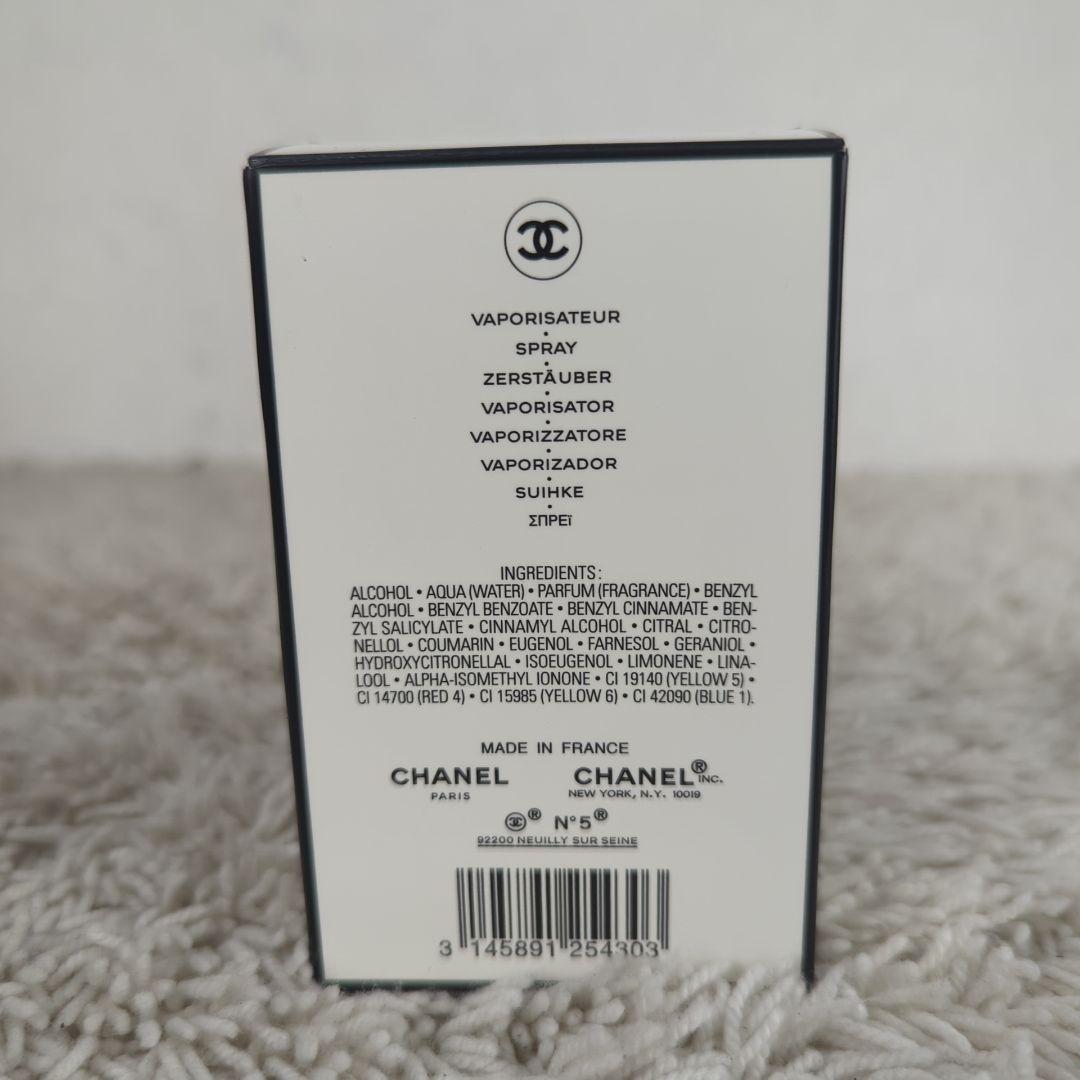 VAPORISATEUR
•
SPRAY
•
ZERSTÄUBER
•
VAPORISATOR
•
VAPORIZZATORE
•
VAPORIZADOR
•
SUIHKE
•
ΣΠΡΕϊ
INGREDIENTS:
ALCOHOL • AQUA (WATER) • PARFUM (FRAGRANCE) • BENZYL
ALCOHOL • BENZYL BENZOATE • BENZYL CINNAMATE • BEN-
ZYL SALICYLATE • CINNAMYL ALCOHOL • CITRAL • CITRO-
NELLOL • COUMARIN • EUGENOL • FARNESOL • GERANIOL •
HYDROXYCITRONELLAL • ISOEUGENOL • LIMONENE • LINA-
LOOL • ALPHA-ISOMETHYL IONONE • CI 19140 (YELLOW 5) •
CI 14700 (RED 4) • CI 15985 (YELLOW 6) • CI 42090 (BLUE 1).
MADE IN FRANCE
CHANEL CHANEL® INC.
PARIS NEW YORK, N.Y. 10019
® N°5®
92200 NEUILLY SUR SEINE
3 145891 254303